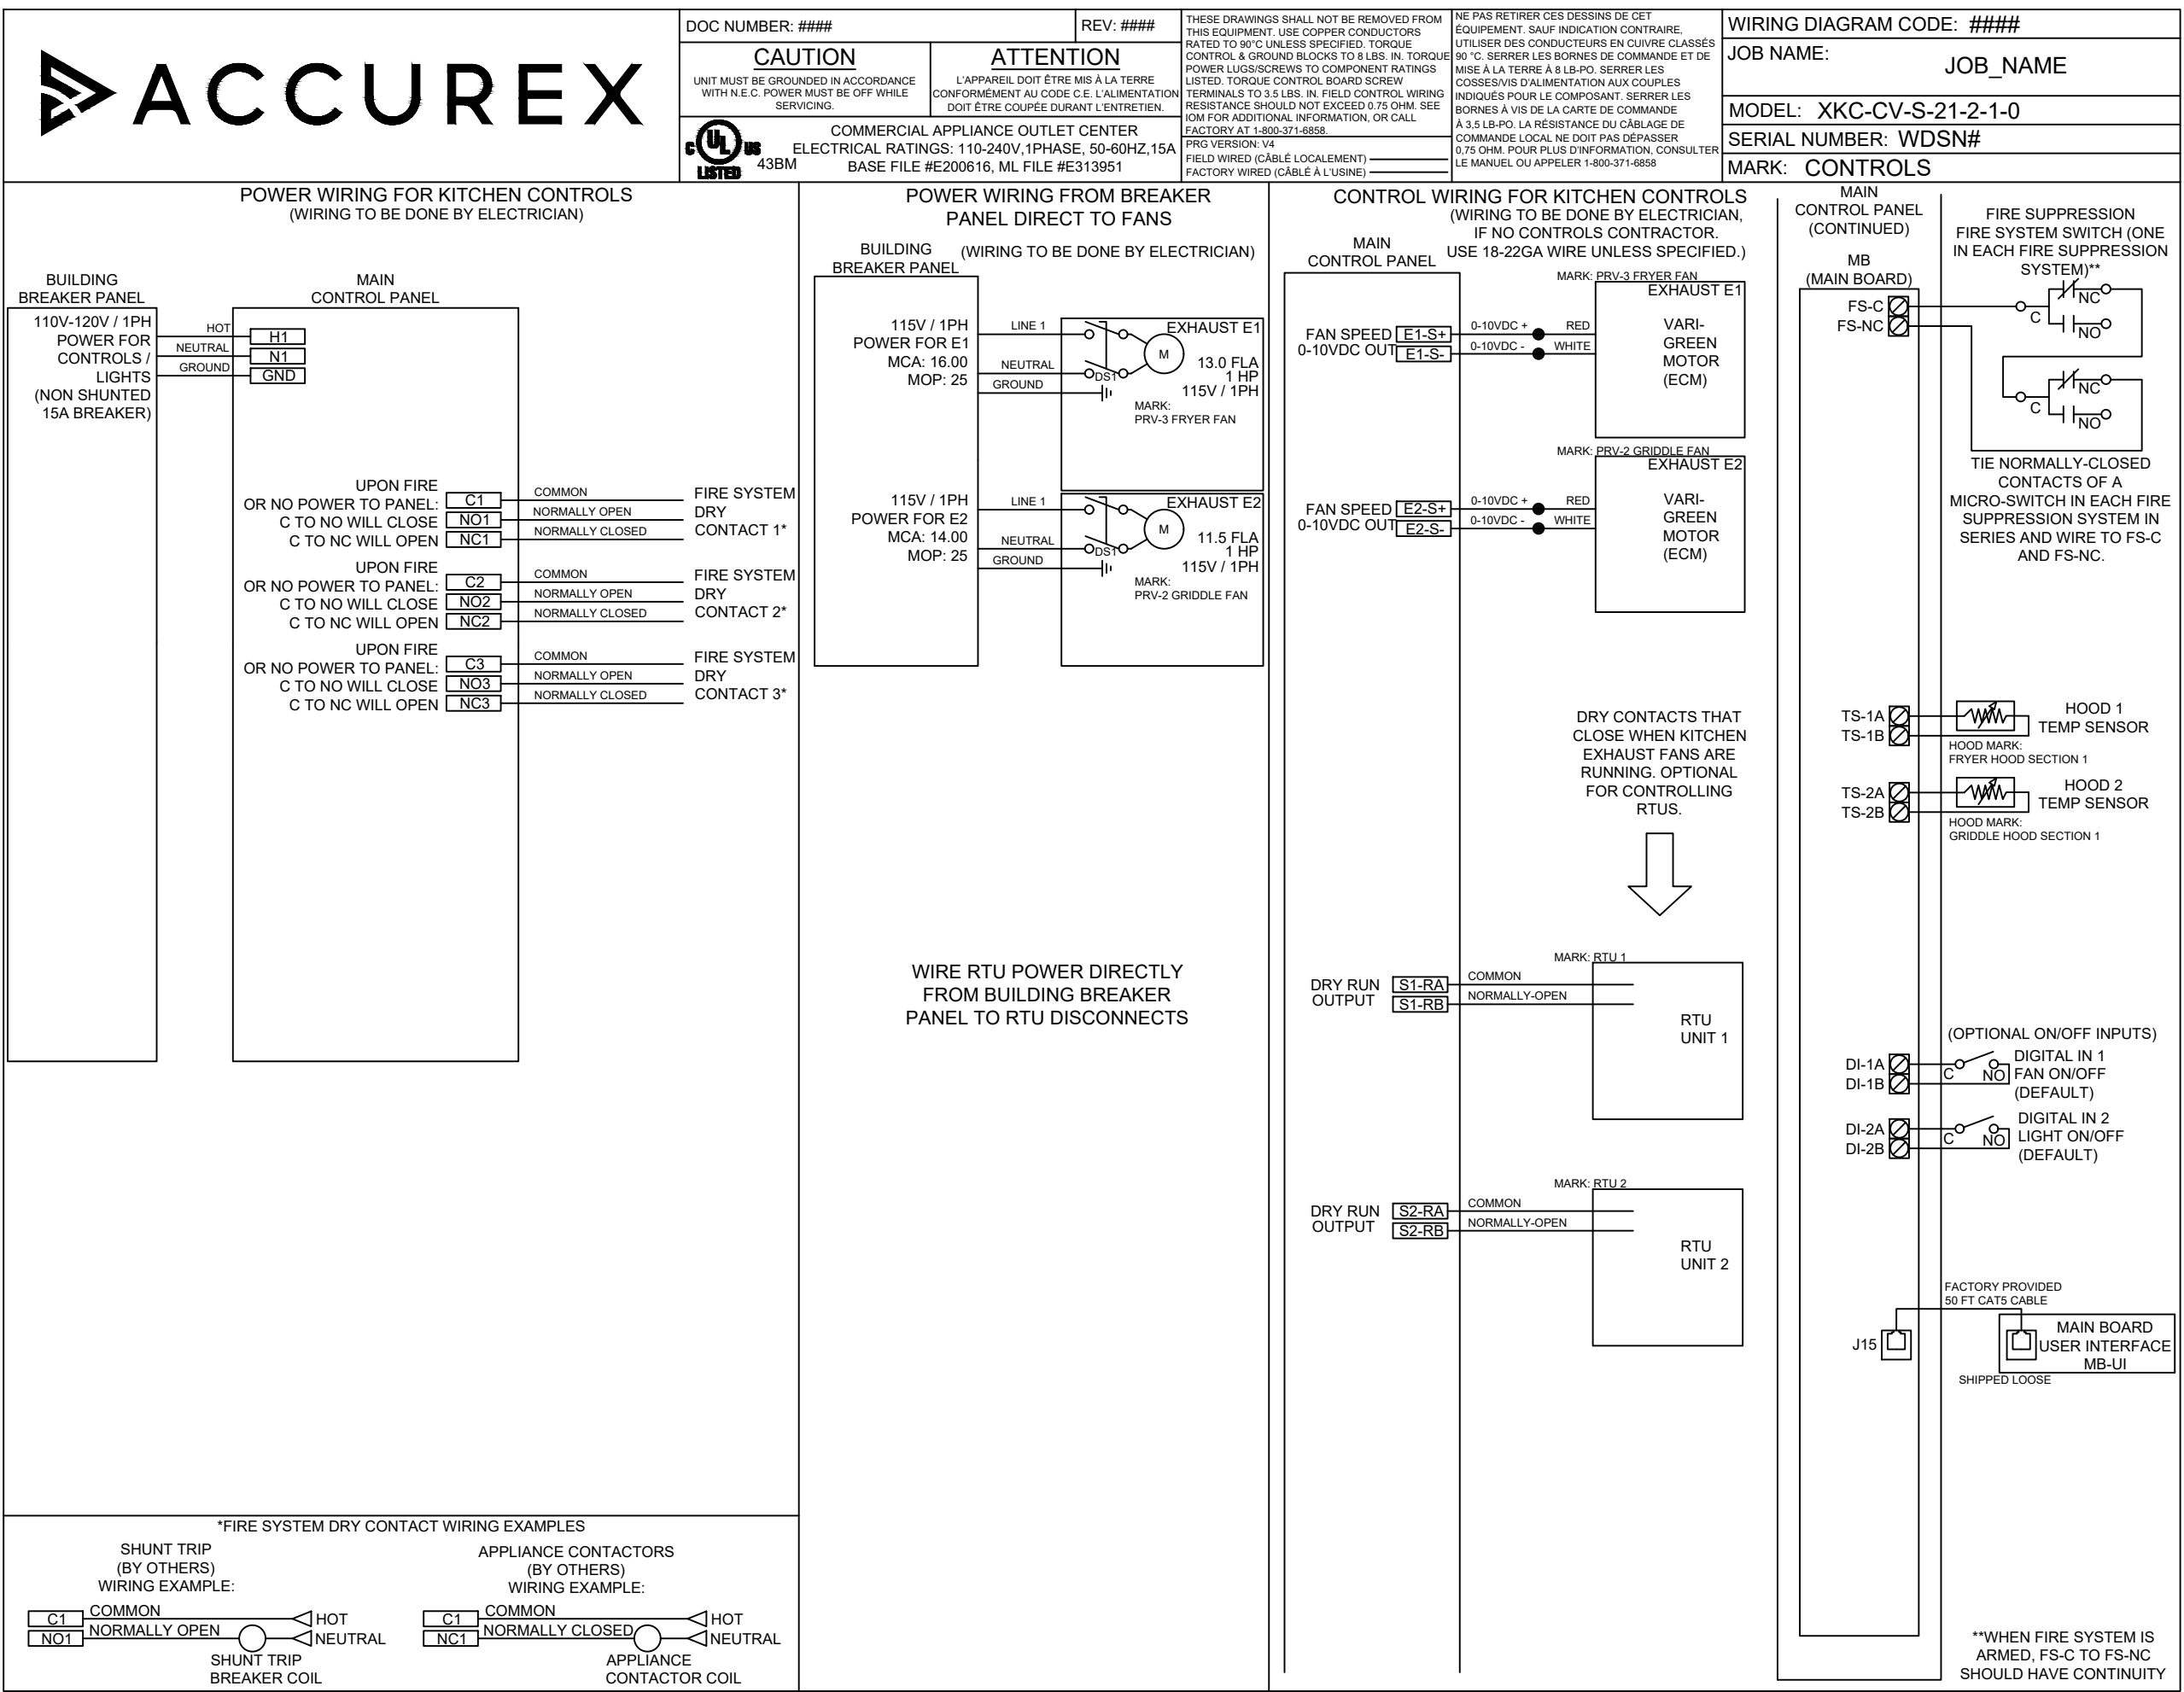 ACCUREX
DOC NUMBER: ####
REV: ####
CAUTION
UNIT MUST BE GROUNDED IN ACCORDANCE
WITH N.E.C. POWER MUST BE OFF WHILE
SERVICING.
ATTENTION
L'APPAREIL DOIT ÊTRE MIS À LA TERRE
CONFORMÉMENT AU CODE C.E. L'ALIMENTATION
DOIT ÊTRE COUPÉE DURANT L'ENTRETIEN.
C UL US
LISTED
43BM
COMMERCIAL APPLIANCE OUTLET CENTER
ELECTRICAL RATINGS: 110-240V,1PHASE, 50-60HZ,15A
BASE FILE #E200616, ML FILE #E313951
THESE DRAWINGS SHALL NOT BE REMOVED FROM
THIS EQUIPMENT. USE COPPER CONDUCTORS
RATED TO 90°C UNLESS SPECIFIED. TORQUE
CONTROL & GROUND BLOCKS TO 8 LBS. IN. TORQUE
POWER LUGS/SCREWS TO COMPONENT RATINGS
LISTED. TORQUE CONTROL BOARD SCREW
TERMINALS TO 3.5 LBS. IN. FIELD CONTROL WIRING
RESISTANCE SHOULD NOT EXCEED 0.75 OHM. SEE
IOM FOR ADDITIONAL INFORMATION, OR CALL
FACTORY AT 1-800-371-6858.
PRG VERSION: V4
FIELD WIRED (CÂBLÉ LOCALEMENT)
FACTORY WIRED (CÂBLÉ À L'USINE)
NE PAS RETIRER CES DESSINS DE CET
ÉQUIPEMENT. SAUF INDICATION CONTRAIRE,
UTILISER DES CONDUCTEURS EN CUIVRE CLASSÉS
90 °C. SERRER LES BORNES DE COMMANDE ET DE
MISE À LA TERRE À 8 LB-PO. SERRER LES
COSSES/VIS D'ALIMENTATION AUX COUPLES
INDIQUÉS POUR LE COMPOSANT. SERRER LES
BORNES À VIS DE LA CARTE DE COMMANDE
À 3,5 LB-PO. LA RÉSISTANCE DU CÂBLAGE DE
COMMANDE LOCAL NE DOIT PAS DÉPASSER
0,75 OHM. POUR PLUS D'INFORMATION, CONSULTER
LE MANUEL OU APPELER 1-800-371-6858
WIRING DIAGRAM CODE: ####
JOB NAME:
JOB_NAME
MODEL: XKC-CV-S-21-2-1-0
SERIAL NUMBER: WDSN#
MARK: CONTROLS
POWER WIRING FOR KITCHEN CONTROLS
(WIRING TO BE DONE BY ELECTRICIAN)
BUILDING
BREAKER PANEL
MAIN
CONTROL PANEL
110V-120V / 1PH
POWER FOR
CONTROLS /
LIGHTS
(NON SHUNTED
15A BREAKER)
HOT
H1
NEUTRAL
N1
GROUND
GND
UPON FIRE
OR NO POWER TO PANEL:
C TO NO WILL CLOSE
C TO NC WILL OPEN
C1
NO1
NC1
COMMON
NORMALLY OPEN
NORMALLY CLOSED
FIRE SYSTEM
DRY
CONTACT 1*
UPON FIRE
OR NO POWER TO PANEL:
C TO NO WILL CLOSE
C TO NC WILL OPEN
C2
NO2
NC2
COMMON
NORMALLY OPEN
NORMALLY CLOSED
FIRE SYSTEM
DRY
CONTACT 2*
UPON FIRE
OR NO POWER TO PANEL:
C TO NO WILL CLOSE
C TO NC WILL OPEN
C3
NO3
NC3
COMMON
NORMALLY OPEN
NORMALLY CLOSED
FIRE SYSTEM
DRY
CONTACT 3*
*FIRE SYSTEM DRY CONTACT WIRING EXAMPLES
SHUNT TRIP
(BY OTHERS)
WIRING EXAMPLE:
C1
COMMON
HOT
NO1
NORMALLY OPEN
NEUTRAL
SHUNT TRIP
BREAKER COIL
APPLIANCE CONTACTORS
(BY OTHERS)
WIRING EXAMPLE:
C1
COMMON
HOT
NC1
NORMALLY CLOSED
NEUTRAL
APPLIANCE
CONTACTOR COIL
POWER WIRING FROM BREAKER
PANEL DIRECT TO FANS
(WIRING TO BE DONE BY ELECTRICIAN)
BUILDING
BREAKER PANEL
115V / 1PH
POWER FOR E1
MCA: 16.00
MOP: 25
LINE 1
NEUTRAL
GROUND
DS1
M
EXHAUST E1
13.0 FLA
1 HP
115V / 1PH
MARK:
PRV-3 FRYER FAN
115V / 1PH
POWER FOR E2
MCA: 14.00
MOP: 25
LINE 1
NEUTRAL
GROUND
DS1
M
EXHAUST E2
11.5 FLA
1 HP
115V / 1PH
MARK:
PRV-2 GRIDDLE FAN
WIRE RTU POWER DIRECTLY
FROM BUILDING BREAKER
PANEL TO RTU DISCONNECTS
CONTROL WIRING FOR KITCHEN CONTROLS
(WIRING TO BE DONE BY ELECTRICIAN,
IF NO CONTROLS CONTRACTOR.
USE 18-22GA WIRE UNLESS SPECIFIED.)
MAIN
CONTROL PANEL
MARK: PRV-3 FRYER FAN
EXHAUST E1
FAN SPEED
0-10VDC OUT
E1-S+
E1-S-
0-10VDC +
0-10VDC -
RED
WHITE
VARI-
GREEN
MOTOR
(ECM)
MARK: PRV-2 GRIDDLE FAN
EXHAUST E2
FAN SPEED
0-10VDC OUT
E2-S+
E2-S-
0-10VDC +
0-10VDC -
RED
WHITE
VARI-
GREEN
MOTOR
(ECM)
DRY CONTACTS THAT
CLOSE WHEN KITCHEN
EXHAUST FANS ARE
RUNNING. OPTIONAL
FOR CONTROLLING
RTUS.
MARK: RTU 1
DRY RUN
OUTPUT
S1-RA
S1-RB
COMMON
NORMALLY-OPEN
RTU
UNIT 1
MARK: RTU 2
DRY RUN
OUTPUT
S2-RA
S2-RB
COMMON
NORMALLY-OPEN
RTU
UNIT 2
MAIN
CONTROL PANEL
(CONTINUED)
MB
(MAIN BOARD)
FIRE SUPPRESSION
FIRE SYSTEM SWITCH (ONE
IN EACH FIRE SUPPRESSION
SYSTEM)**
FS-C
FS-NC
C
NC
NO
C
NC
NO
TIE NORMALLY-CLOSED
CONTACTS OF A
MICRO-SWITCH IN EACH FIRE
SUPPRESSION SYSTEM IN
SERIES AND WIRE TO FS-C
AND FS-NC.
TS-1A
TS-1B
HOOD 1
TEMP SENSOR
HOOD MARK:
FRYER HOOD SECTION 1
TS-2A
TS-2B
HOOD 2
TEMP SENSOR
HOOD MARK:
GRIDDLE HOOD SECTION 1
(OPTIONAL ON/OFF INPUTS)
DI-1A
DI-1B
C
NO
DIGITAL IN 1
FAN ON/OFF
(DEFAULT)
DI-2A
DI-2B
C
NO
DIGITAL IN 2
LIGHT ON/OFF
(DEFAULT)
FACTORY PROVIDED
50 FT CAT5 CABLE
J15
MAIN BOARD
USER INTERFACE
MB-UI
SHIPPED LOOSE
**WHEN FIRE SYSTEM IS
ARMED, FS-C TO FS-NC
SHOULD HAVE CONTINUITY